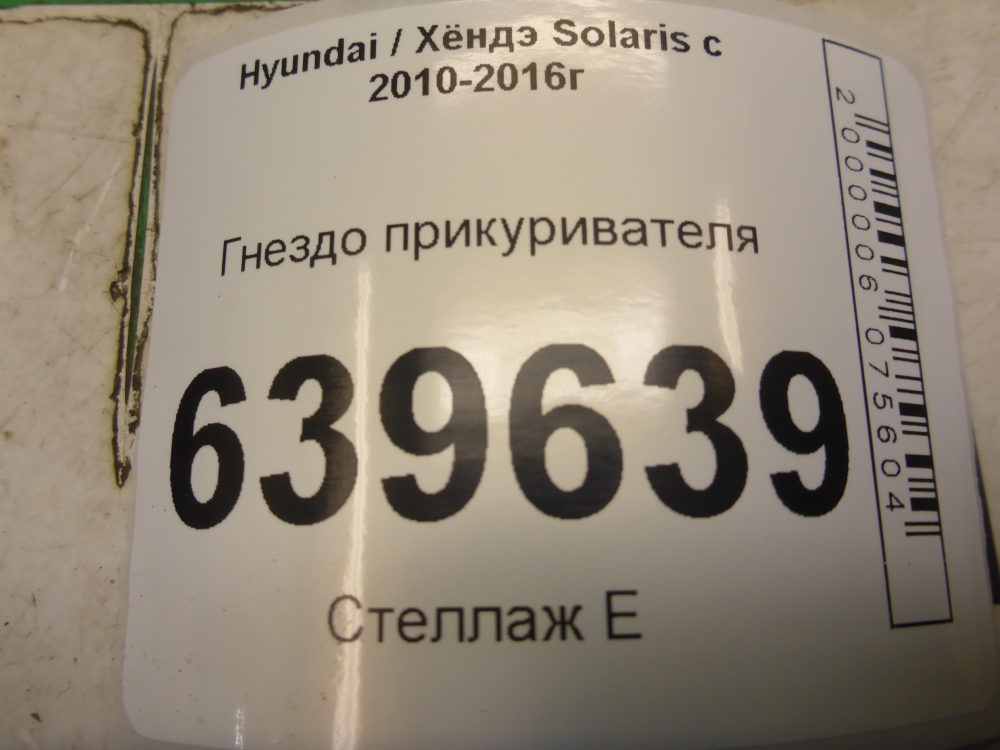 Hyundai / Хёндэ Solaris с
2010-2016г
Гнездо прикуривателя
639639
Стеллаж Е
2000006075604